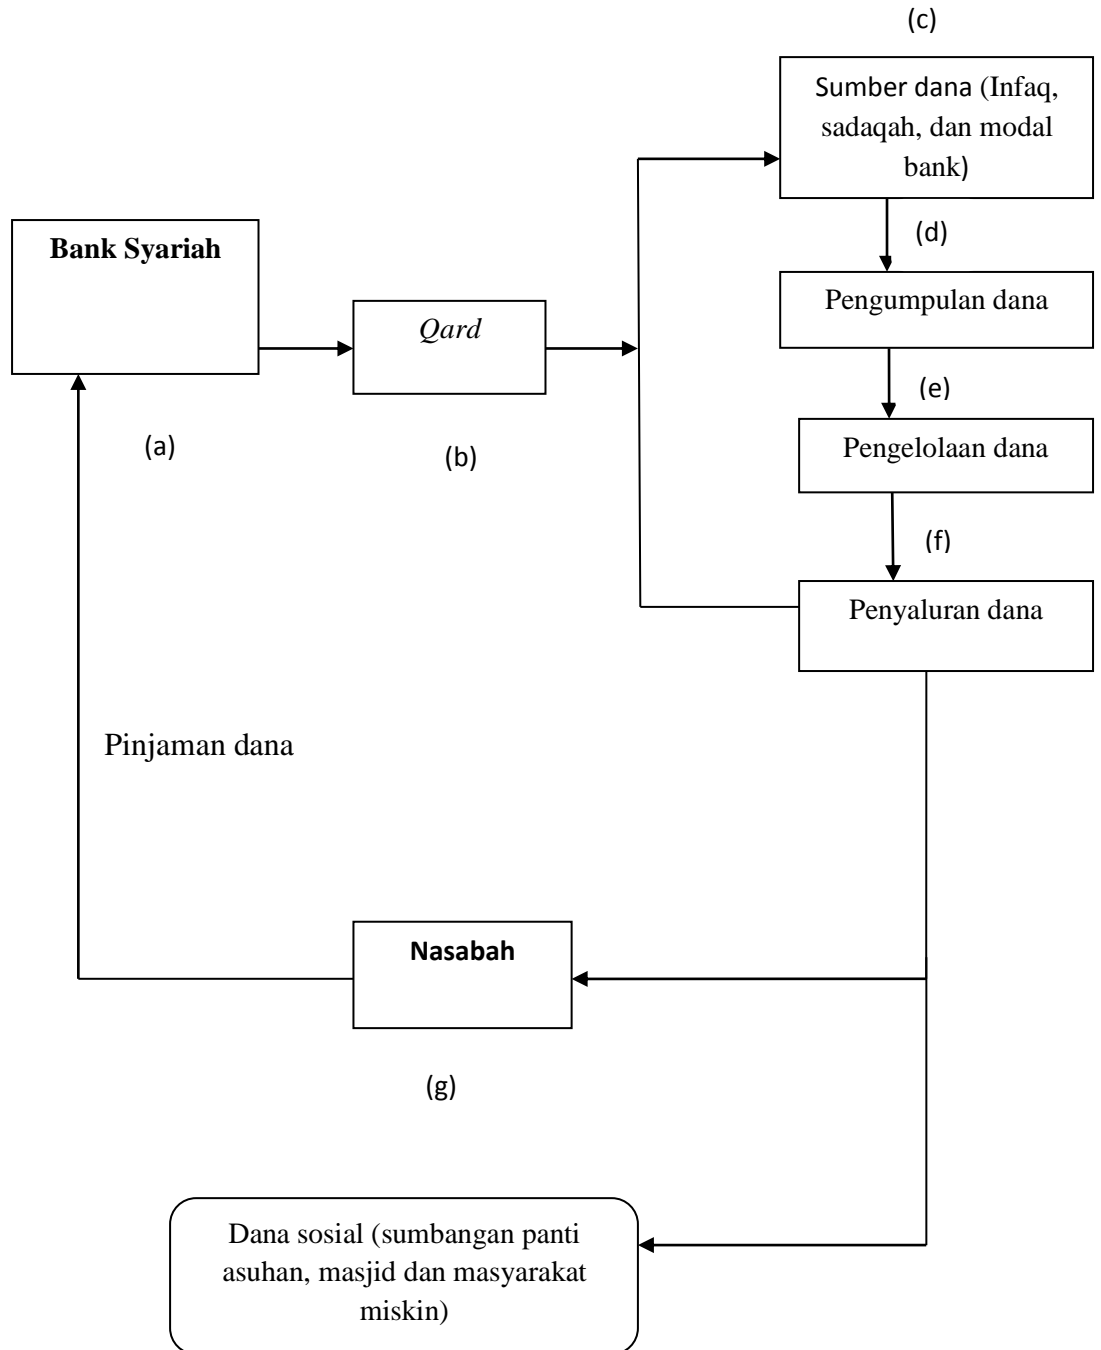 (c)
Sumber dana (Infaq,
sadaqah, dan modal
bank)
Bank Syariah
(d)
Pengumpulan dana
Qard
(e)
(a)
(b)
Pengelolaan dana
(f)
Penyaluran dana
Pinjaman dana
Nasabah
(g)
Dana sosial (sumbangan panti
asuhan, masjid dan masyarakat
miskin)